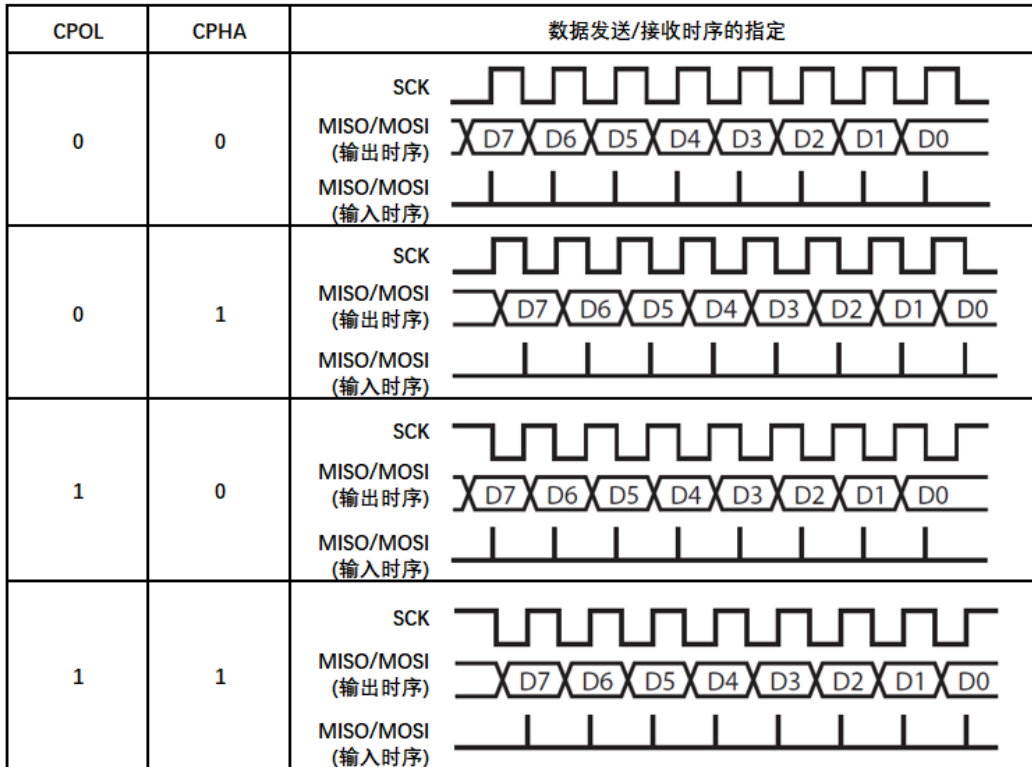 CPOL CPHA 数据发送/接收时序的指定
SCK
0 0 MISO/MOSI D7 D6 D5 D4 D3 D2 D1 D0
(输出时序)
MISO/MOSI
(输入时序)
SCK
0 1 MISO/MOSI D7 D6 D5 D4 D3 D2 D1 D0
(输出时序)
MISO/MOSI
(输入时序)
SCK
1 0 MISO/MOSI D7 D6 D5 D4 D3 D2 D1 D0
(输出时序)
MISO/MOSI
(输入时序)
SCK
1 1 MISO/MOSI D7 D6 D5 D4 D3 D2 D1 D0
(输出时序)
MISO/MOSI
(输入时序)